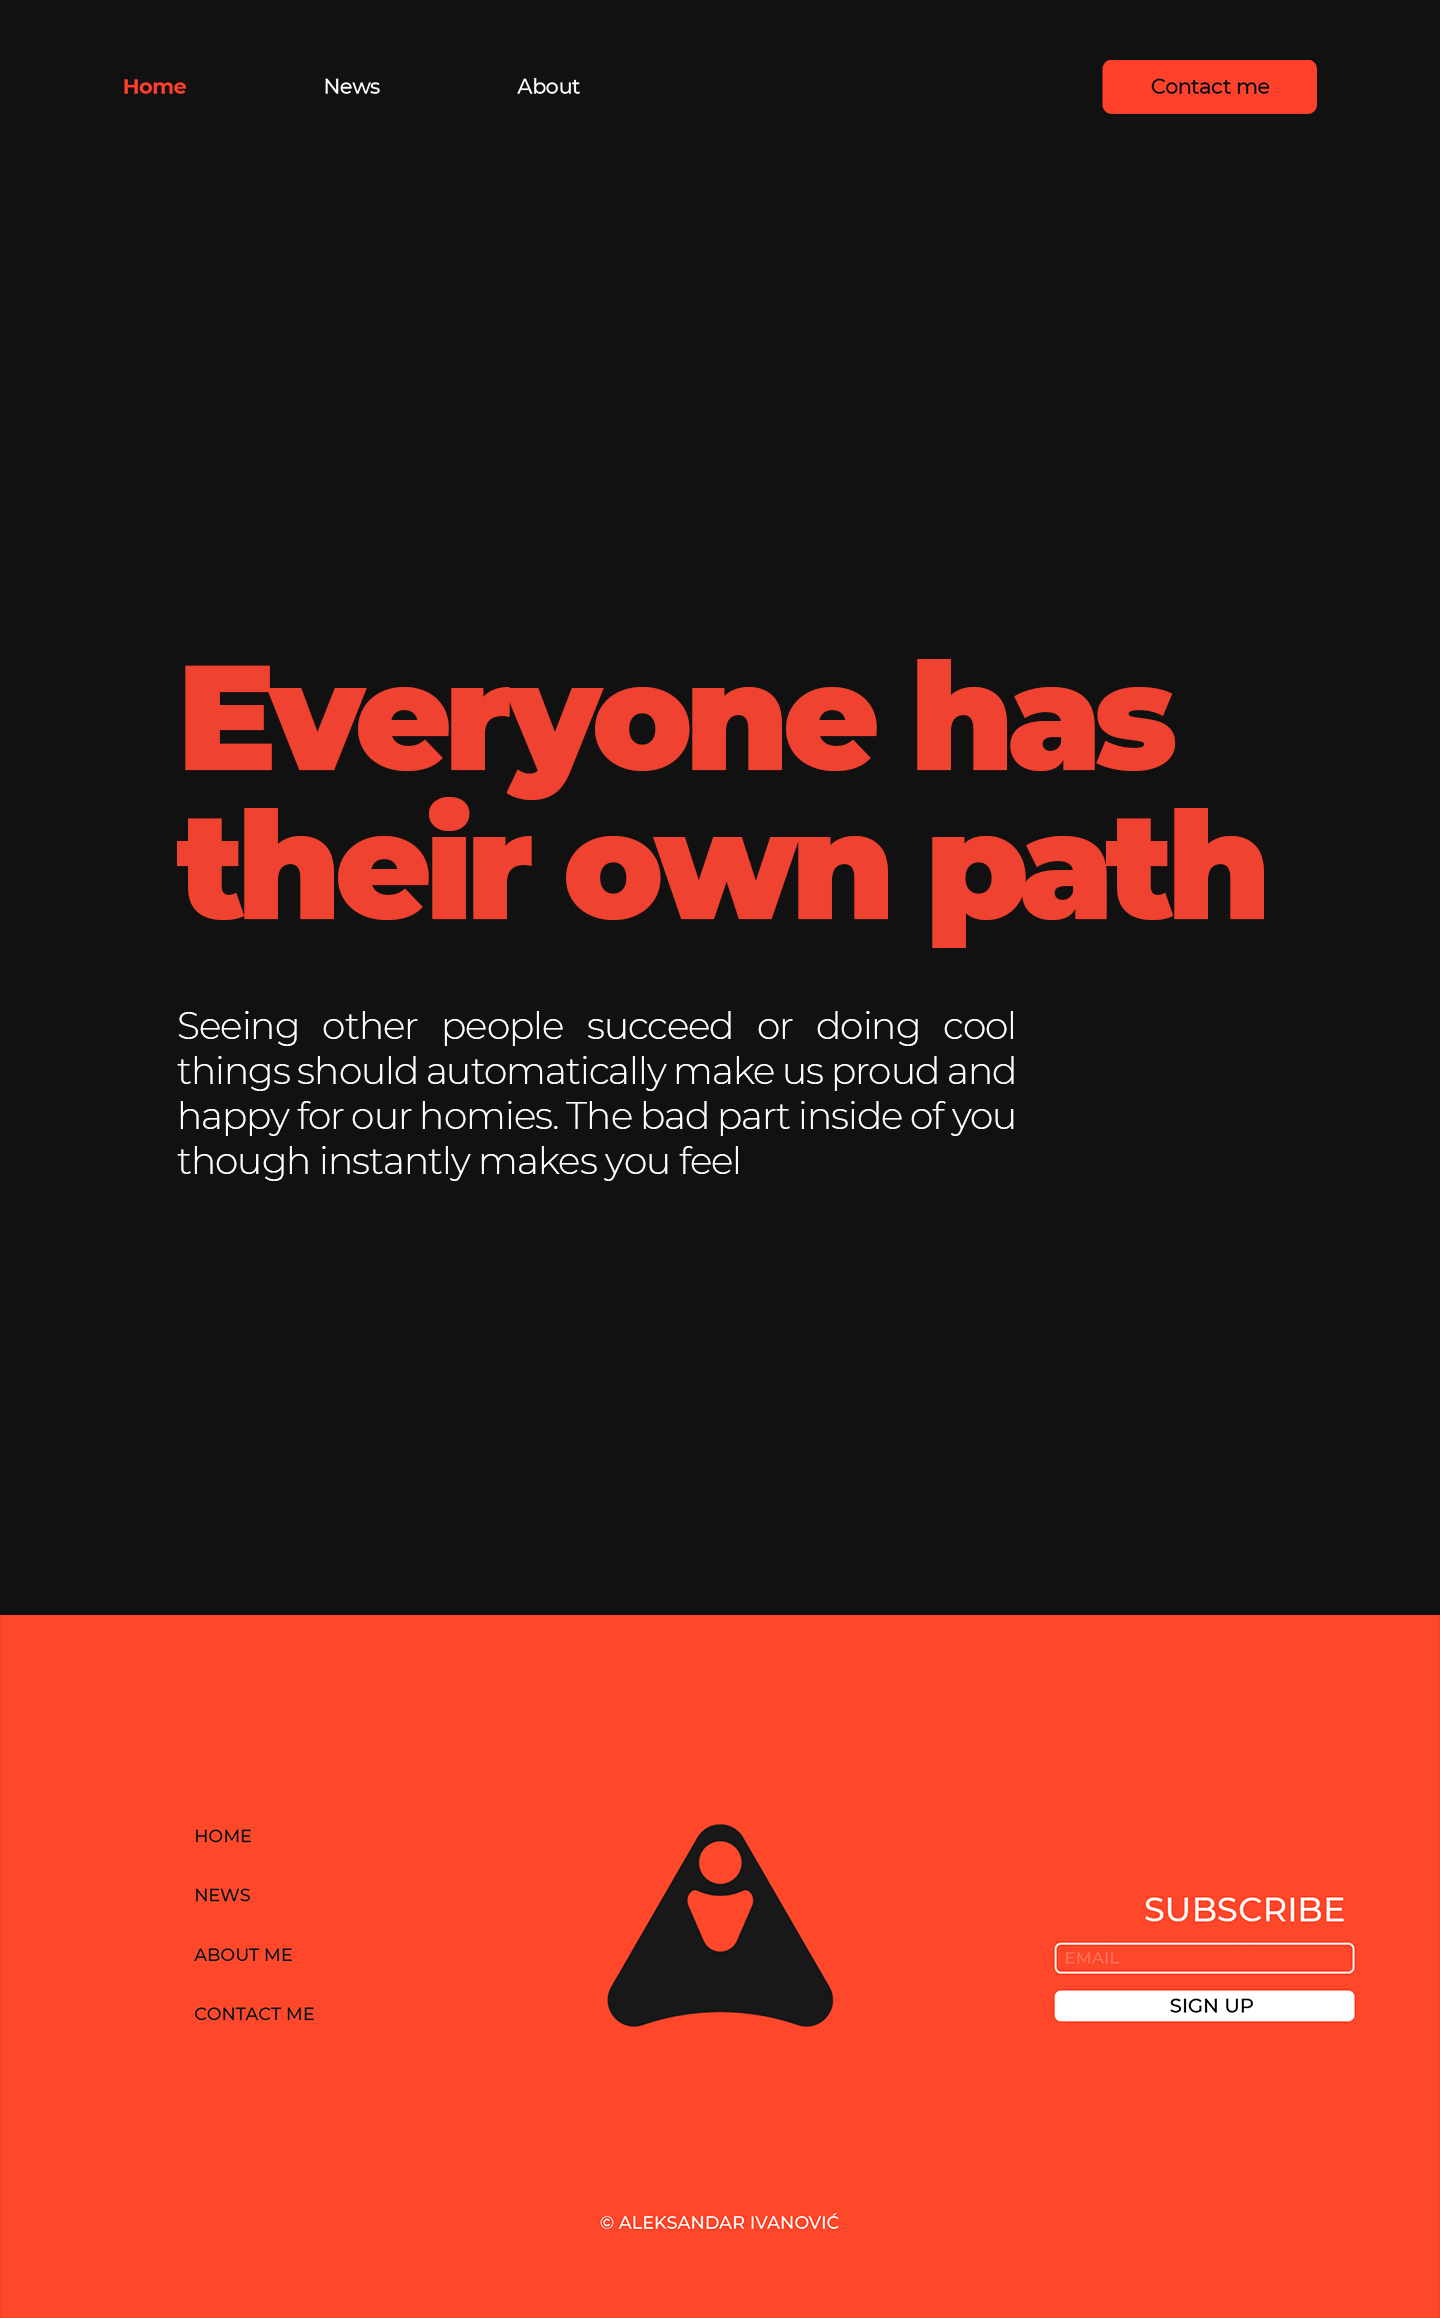 Home
News
About
Contact me
Everyone has
their own path
Seeing other people succeed or doing cool
things should automatically make us proud and
happy for our homies. The bad part inside of you
though instantly makes you feel
HOME
NEWS
ABOUT ME
CONTACT ME
SUBSCRIBE
EMAIL
SIGN UP
© ALEKSANDAR IVANOVIĆ